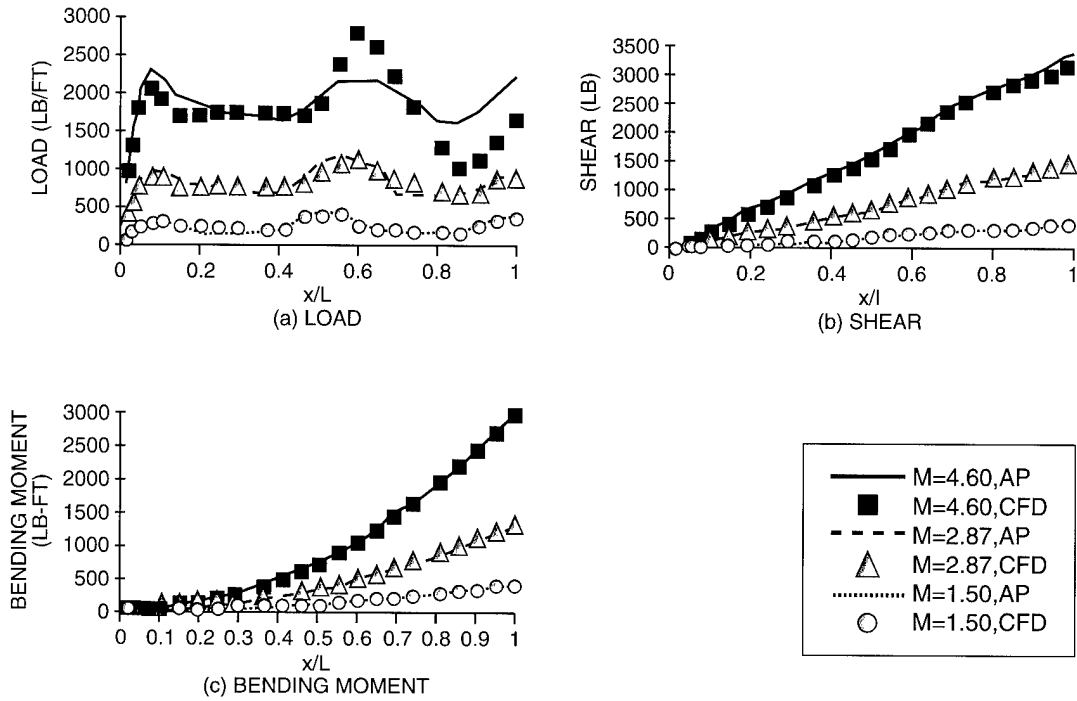 3000
2500
2000
1500
1000
500
0
LOAD (LB/FT)
0 0.2 0.4 0.6 0.8 1
x/L
(a) LOAD
3500
3000
2500
2000
1500
1000
500
0
SHEAR (LB)
0 0.2 0.4 0.6 0.8 1
x/l
(b) SHEAR
3000
2500
2000
1500
1000
500
0
BENDING MOMENT
(LB-FT)
0 0.1 0.2 0.3 0.4 0.5 0.6 0.7 0.8 0.9 1
x/L
(c) BENDING MOMENT
M=4.60,AP
M=4.60,CFD
M=2.87,AP
M=2.87,CFD
M=1.50,AP
M=1.50,CFD